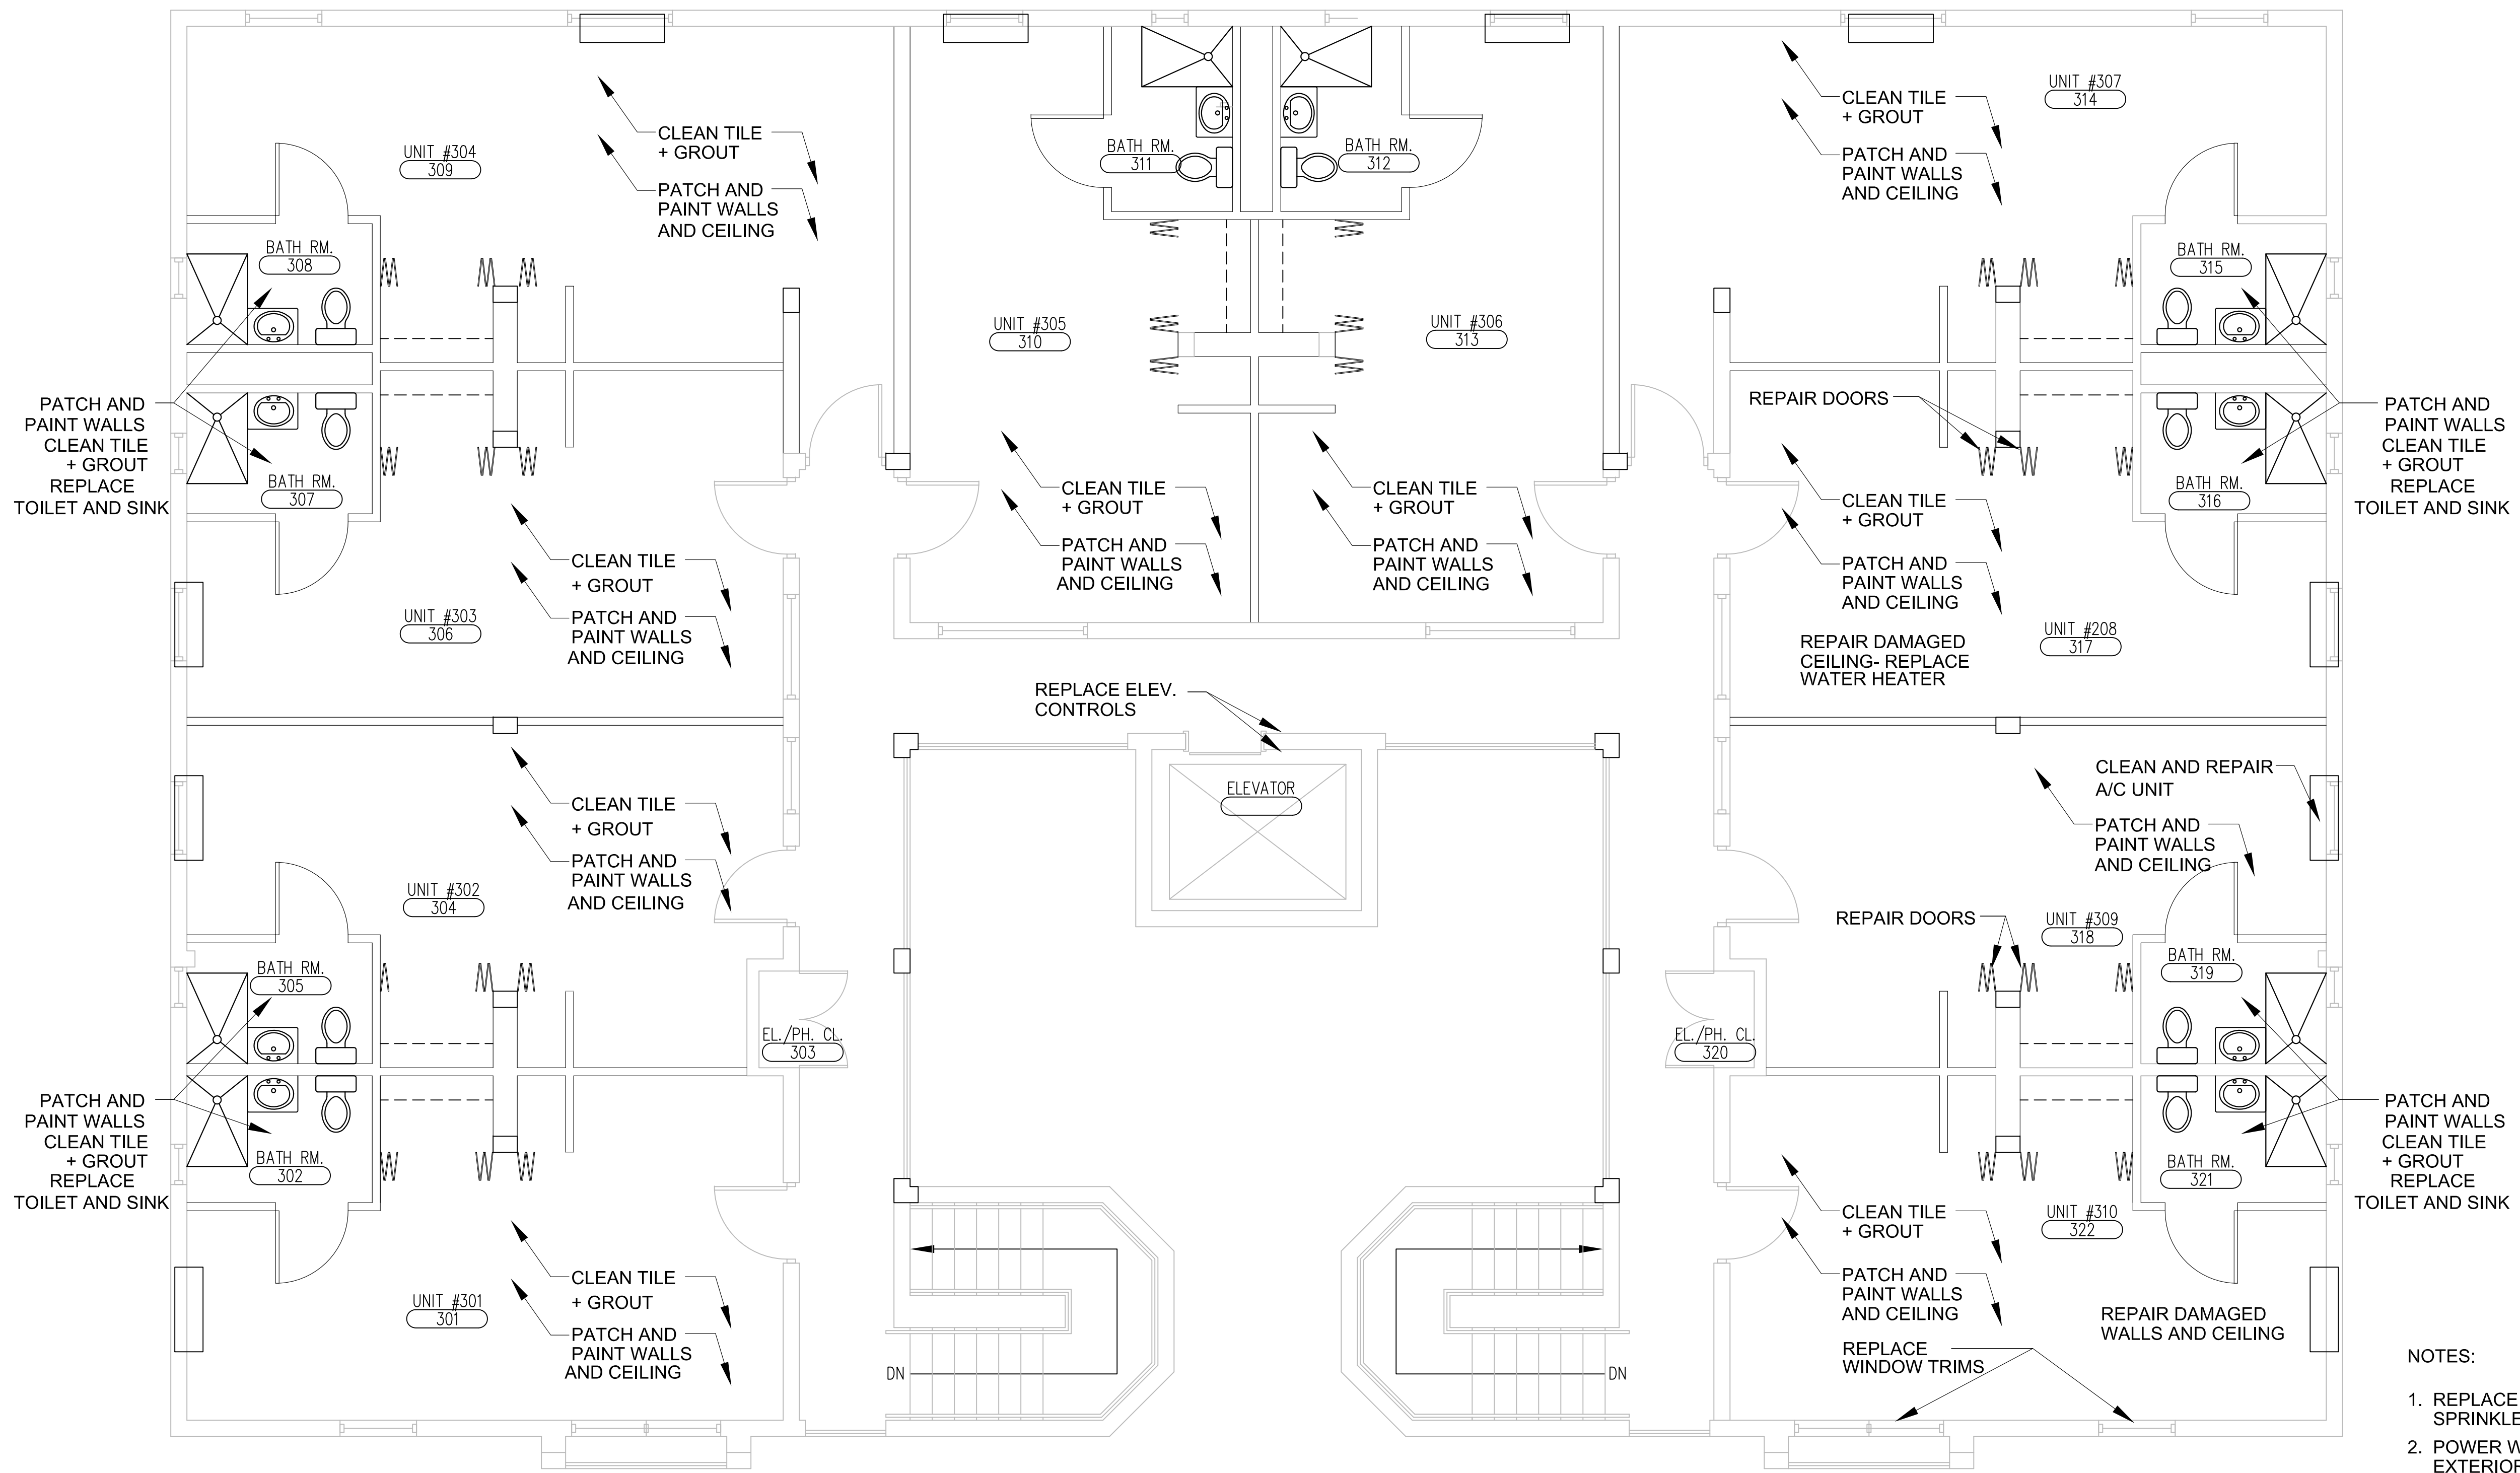 UNIT #304
309
CLEAN TILE
+ GROUT
PATCH AND
PAINT WALLS
AND CEILING
BATH RM.
308
BATH RM.
311
BATH RM.
312
UNIT #305
310
UNIT #306
313
CLEAN TILE
+ GROUT
PATCH AND
PAINT WALLS
AND CEILING
UNIT #307
314
BATH RM.
315
PATCH AND
PAINT WALLS
CLEAN TILE
+ GROUT
REPLACE
TOILET AND SINK
BATH RM.
307
CLEAN TILE
+ GROUT
PATCH AND
PAINT WALLS
AND CEILING
UNIT #303
306
CLEAN TILE
+ GROUT
PATCH AND
PAINT WALLS
AND CEILING
CLEAN TILE
+ GROUT
PATCH AND
PAINT WALLS
AND CEILING
REPAIR DOORS
CLEAN TILE
+ GROUT
PATCH AND
PAINT WALLS
AND CEILING
BATH RM.
316
PATCH AND
PAINT WALLS
CLEAN TILE
+ GROUT
REPLACE
TOILET AND SINK
UNIT #208
317
REPAIR DAMAGED
CEILING- REPLACE
WATER HEATER
REPLACE ELEV.
CONTROLS
ELEVATOR
CLEAN TILE
+ GROUT
PATCH AND
PAINT WALLS
AND CEILING
UNIT #302
304
CLEAN AND REPAIR
A/C UNIT
PATCH AND
PAINT WALLS
AND CEILING
REPAIR DOORS
UNIT #309
318
BATH RM.
305
EL./PH. CL.
303
EL./PH. CL.
320
BATH RM.
319
PATCH AND
PAINT WALLS
CLEAN TILE
+ GROUT
REPLACE
TOILET AND SINK
BATH RM.
302
BATH RM.
321
PATCH AND
PAINT WALLS
CLEAN TILE
+ GROUT
REPLACE
TOILET AND SINK
CLEAN TILE
+ GROUT
PATCH AND
PAINT WALLS
AND CEILING
UNIT #301
301
DN
DN
CLEAN TILE
+ GROUT
PATCH AND
PAINT WALLS
AND CEILING
UNIT #310
322
REPAIR DAMAGED
WALLS AND CEILING
REPLACE
WINDOW TRIMS
NOTES:
1. REPLACE
SPRINKLE
2. POWER W
EXTERIOR